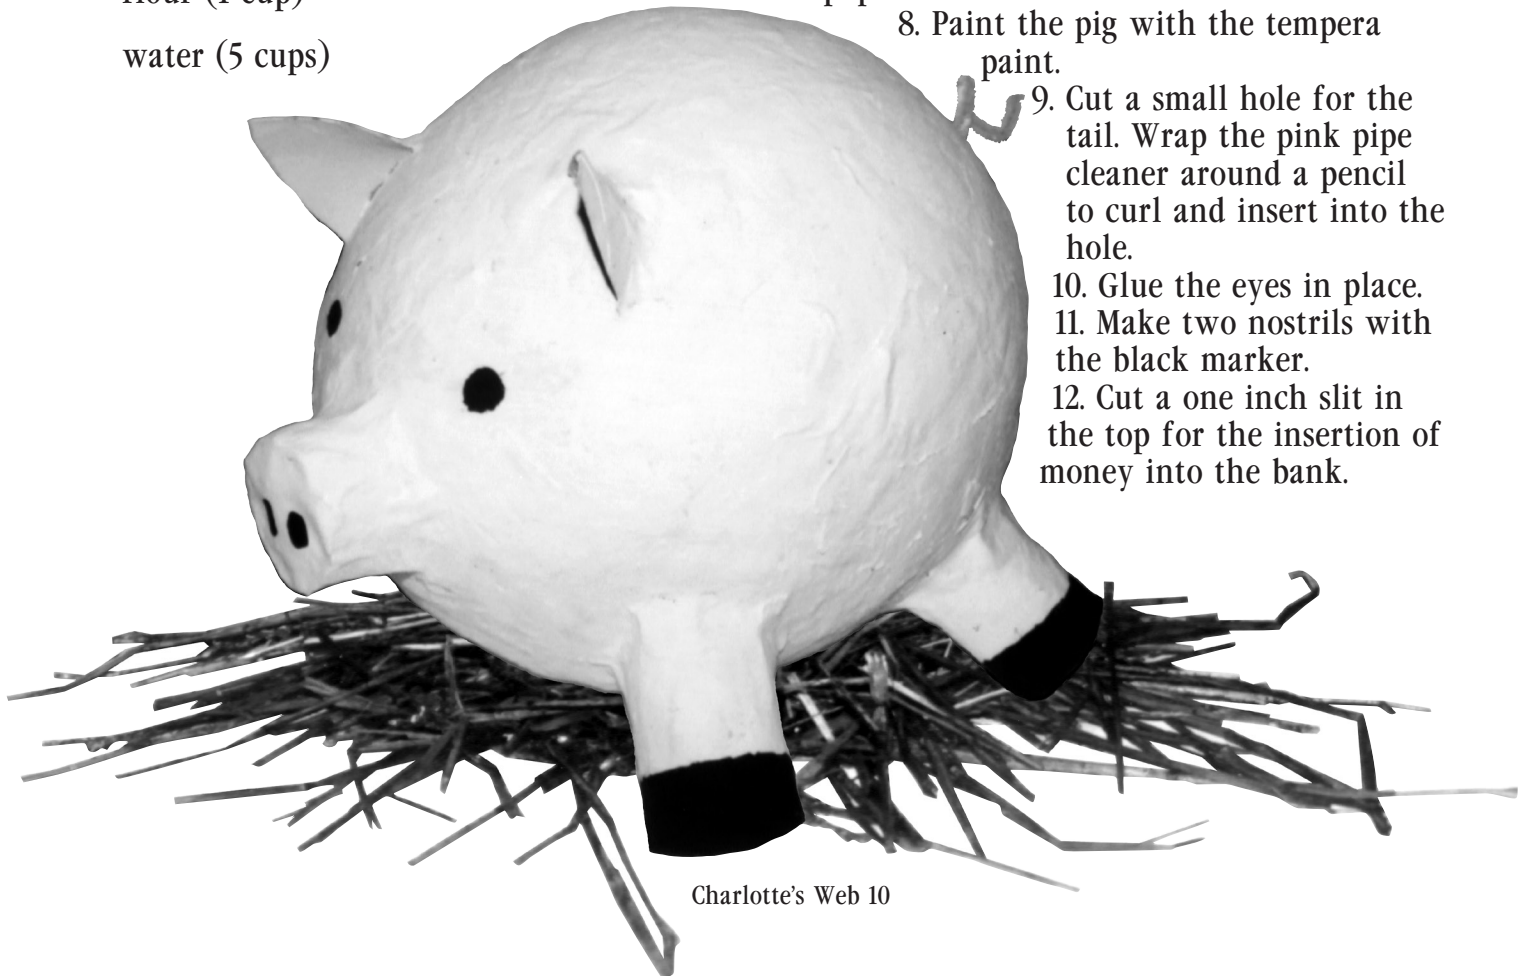 flour (1 cup)
water (5 cups)
8. Paint the pig with the tempera
paint.
9. Cut a small hole for the
tail. Wrap the pink pipe
cleaner around a pencil
to curl and insert into the
hole.
10. Glue the eyes in place.
11. Make two nostrils with
the black marker.
12. Cut a one inch slit in
the top for the insertion of
money into the bank.
Charlotte's Web 10